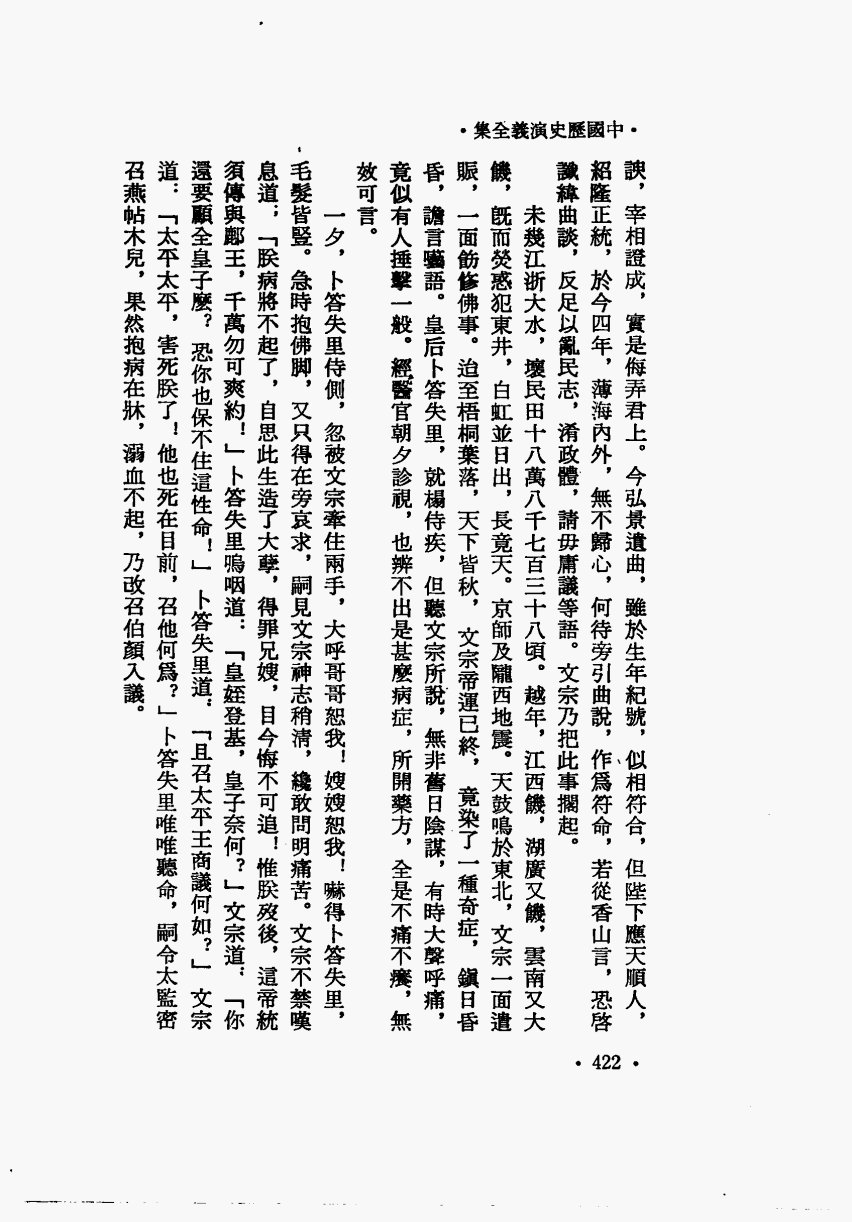 •中國歷史演義全集•
諛，宰相證成，實是侮弄君上。今弘景遺曲，雖於生年紀號，似相符合，但陛下應天順人，
紹隆正統，於今四年，薄海內外，無不歸心，何待旁引曲說，作爲符命，若從香山言，恐啓
讖緯曲談，反足以亂民志，淆政體，請毋庸議等語。文宗乃把此事擱起。
未幾江浙大水，壞民田十八萬八千七百三十八頃。越年，江西饑，湖廣又饑，雲南又大
饑，旣而熒惑犯東井，白虹並日出，長竟天。京師及隴西地震。天鼓鳴於東北，文宗一面遣
賑，一面飭修佛事。迨至梧桐葉落，天下皆秋，文宗帝運已終，竟染了一種奇症，鎭日昏
昏，譫言囈語。皇后卜答失里，就榻侍疾，但聽文宗所說，無非舊日陰謀，有時大聲呼痛，
竟似有人捶擊一般。經醫官朝夕診視，也辨不出是甚麼病症，所開藥方，全是不痛不癢，無
效可言。
一夕，卜答失里侍側，忽被文宗牽住兩手，大呼哥哥恕我！嫂嫂恕我！嚇得卜答失里，
毛髮皆豎。急時抱佛脚，又只得在旁哀求，嗣見文宗神志稍清，纔敢問明痛苦。文宗不禁嘆
息道：「朕病將不起了，自思此生造了大孽，得罪兄嫂，目今悔不可追！惟朕歿後，這帝統
須傳與鄜王，千萬勿可爽約！」卜答失里嗚咽道：「皇姪登基，皇子奈何？」文宗道：「你
還要顧全皇子麼？恐你也保不住這性命！」卜答失里道：「且召太平王商議何如？」文宗
道：「太平太平，害死朕了！他也死在目前，召他何爲？」卜答失里唯唯聽命，嗣令太監密
召燕帖木兒，果然抱病在牀，溺血不起，乃改召伯顏入議。
•422•